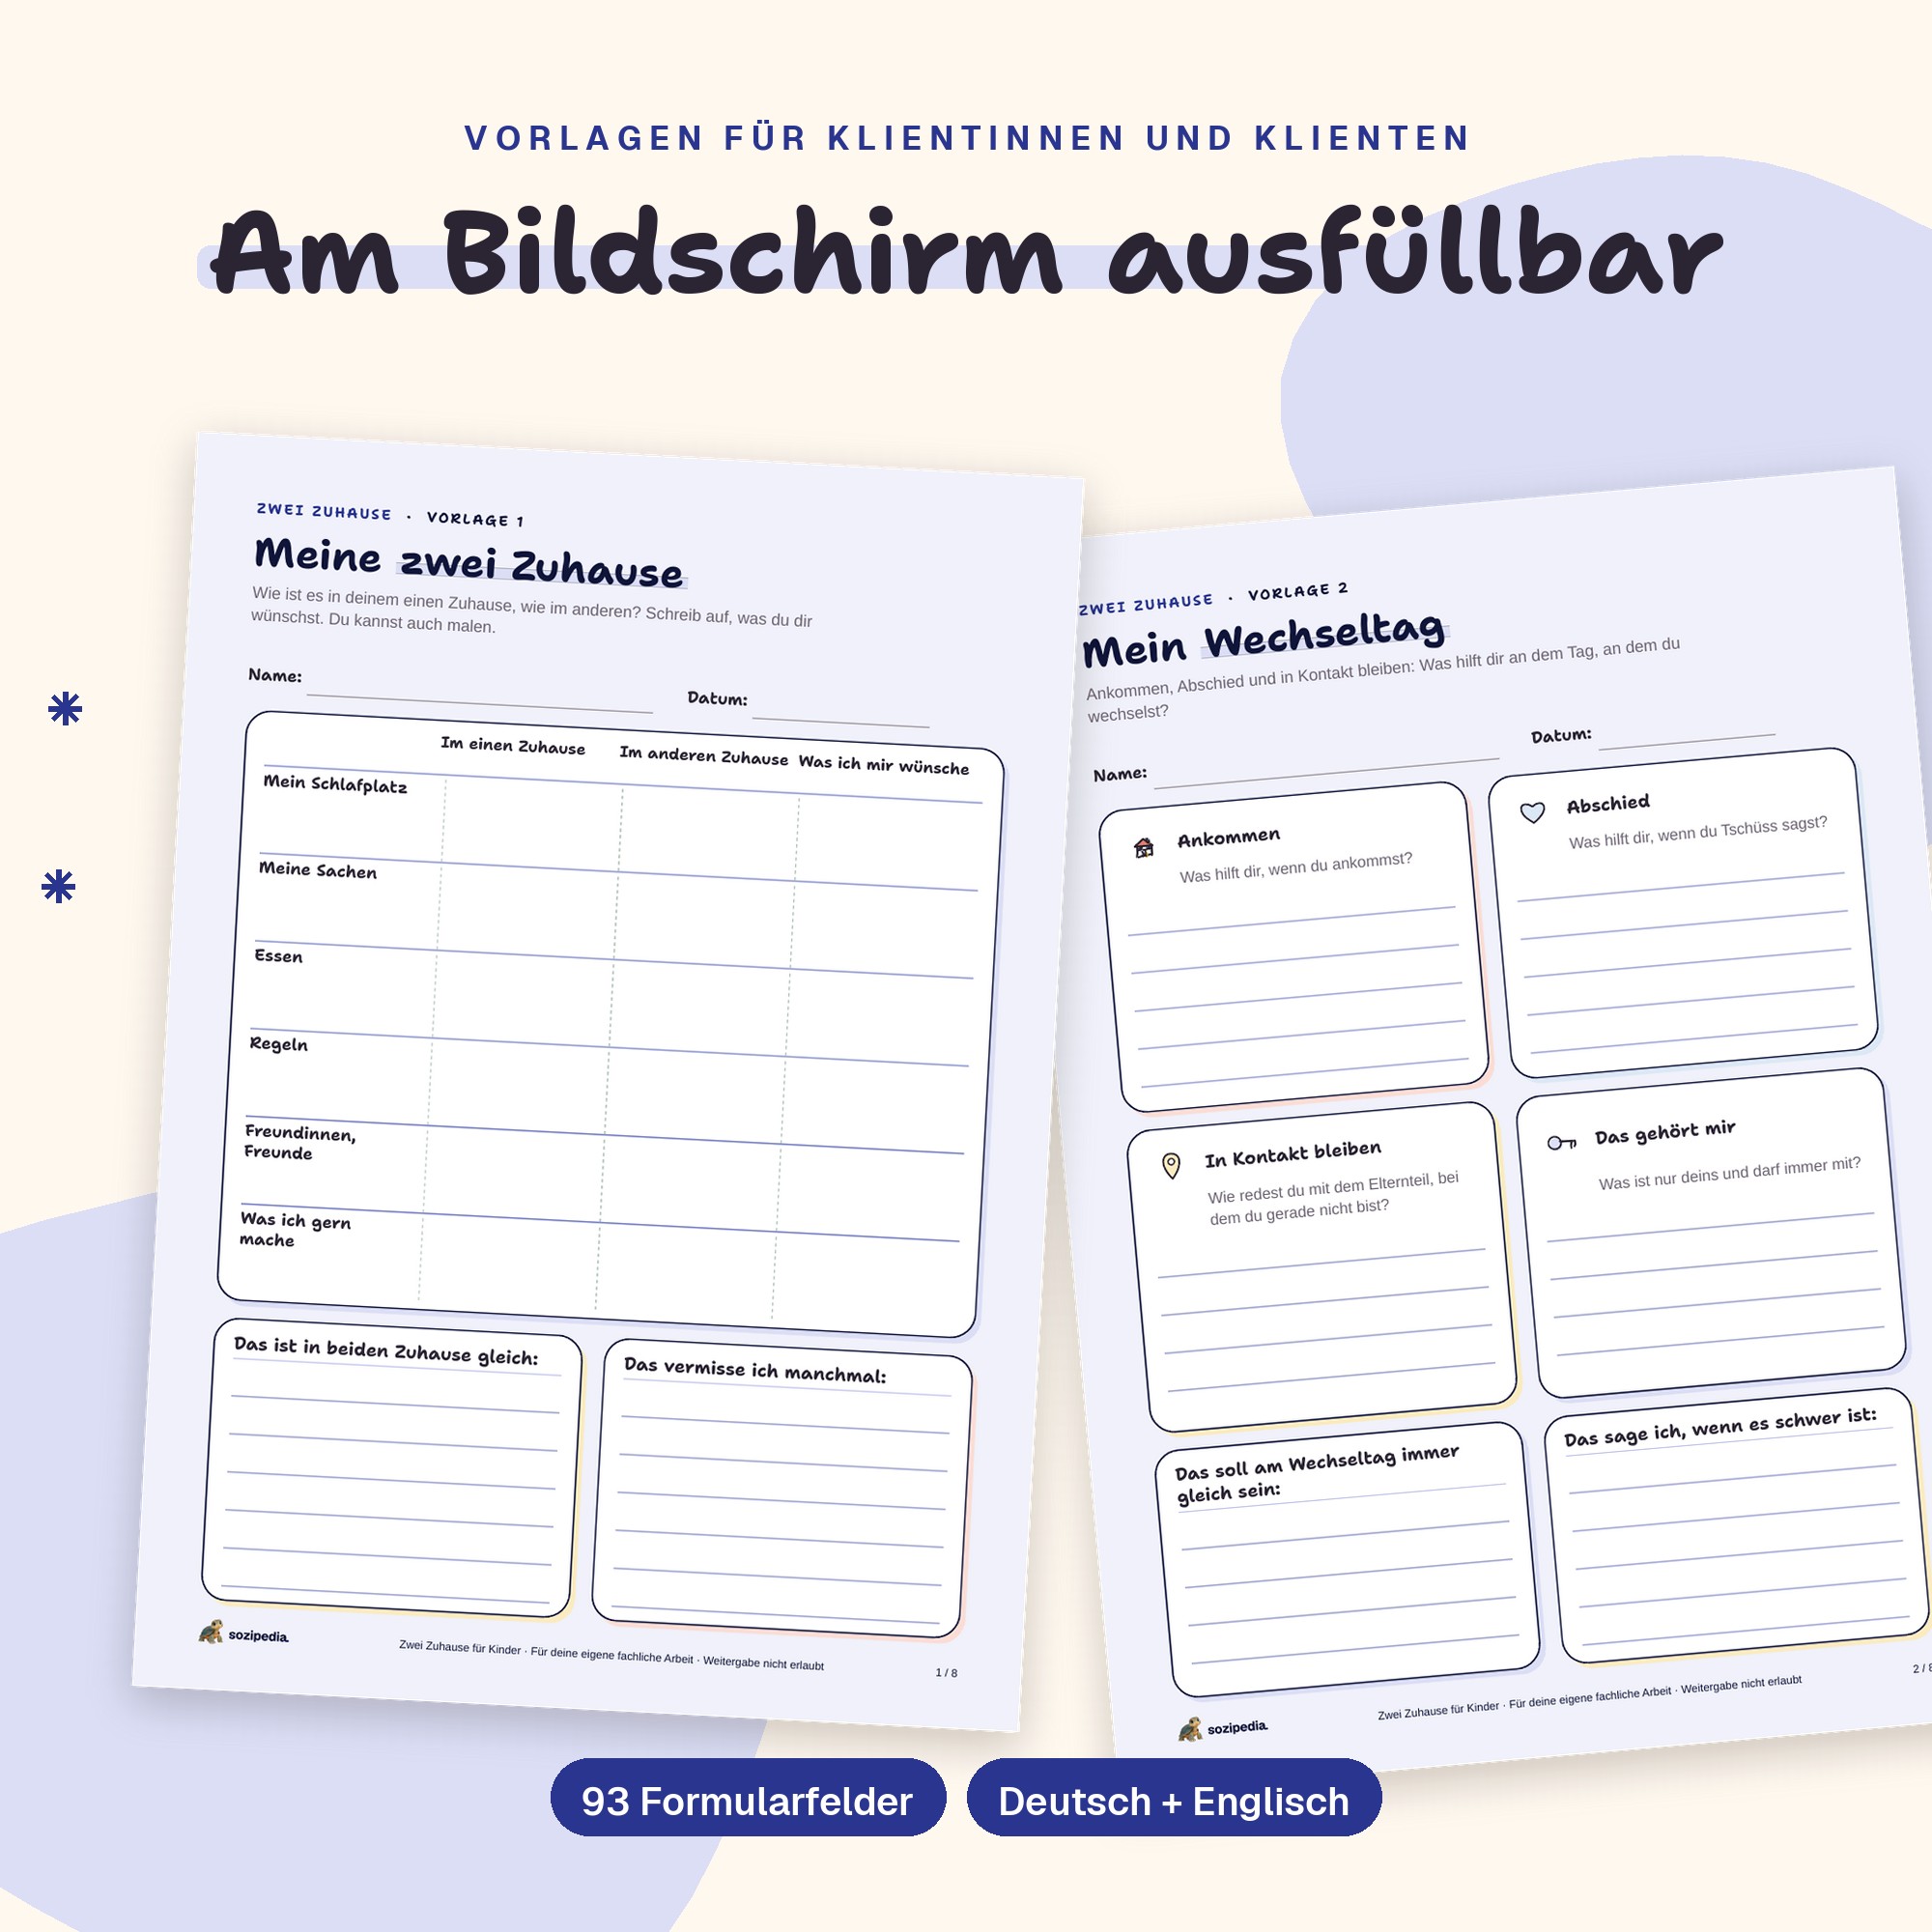 VORLAGEN FÜR KLIENTINNEN UND KLIENTEN
Am Bildschirm ausfüllbar
ZWEI ZUHAUSE · VORLAGE 1
Meine zwei Zuhause
Wie ist es in deinem einen Zuhause, wie im anderen? Schreib auf, was du dir
wünschst. Du kannst auch malen.
Name:
Datum:
Im einen Zuhause
Im anderen Zuhause
Was ich mir wünsche
Mein Schlafplatz
Meine Sachen
Essen
Regeln
Freundinnen,
Freunde
Was ich gern
mache
Das ist in beiden Zuhause gleich:
Das vermisse ich manchmal:
sozipedia.
Zwei Zuhause für Kinder · Für deine eigene fachliche Arbeit · Weitergabe nicht erlaubt
1 / 8
ZWEI ZUHAUSE · VORLAGE 2
Mein Wechseltag
Ankommen, Abschied und in Kontakt bleiben: Was hilft dir an dem Tag, an dem du
wechselst?
Name:
Datum:
Ankommen
Was hilft dir, wenn du ankommst?
Abschied
Was hilft dir, wenn du Tschüss sagst?
In Kontakt bleiben
Wie redest du mit dem Elternteil, bei
dem du gerade nicht bist?
Das gehört mir
Was ist nur deins und darf immer mit?
Das soll am Wechseltag immer
gleich sein:
Das sage ich, wenn es schwer ist:
sozipedia.
Zwei Zuhause für Kinder · Für deine eigene fachliche Arbeit · Weitergabe nicht erlaubt
2 / 8
93 Formularfelder
Deutsch + Englisch